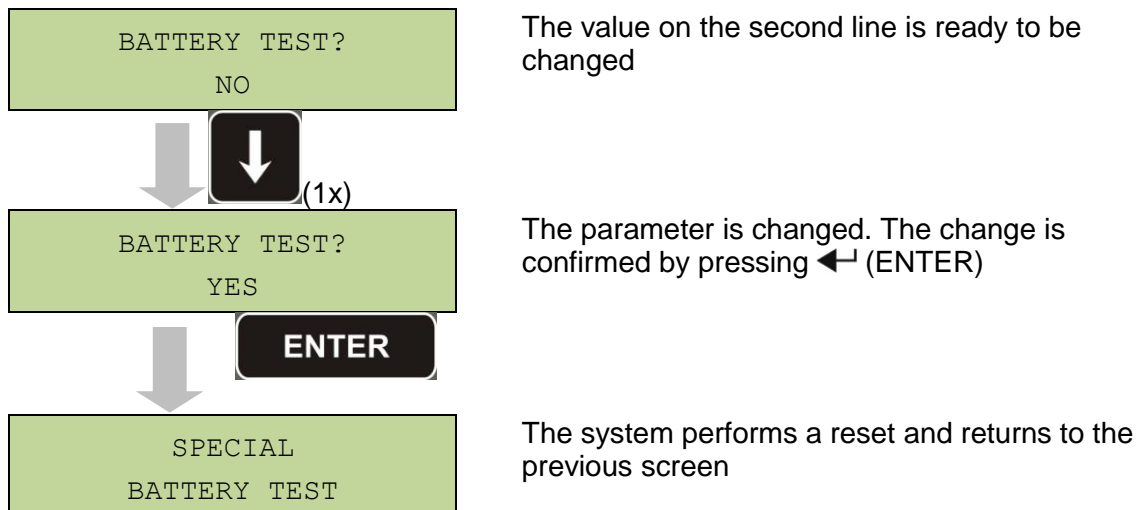 BATTERY TEST?
NO
The value on the second line is ready to be
changed
(1x)
BATTERY TEST?
YES
The parameter is changed. The change is
confirmed by pressing (ENTER)
ENTER
SPECIAL
BATTERY TEST
The system performs a reset and returns to the
previous screen